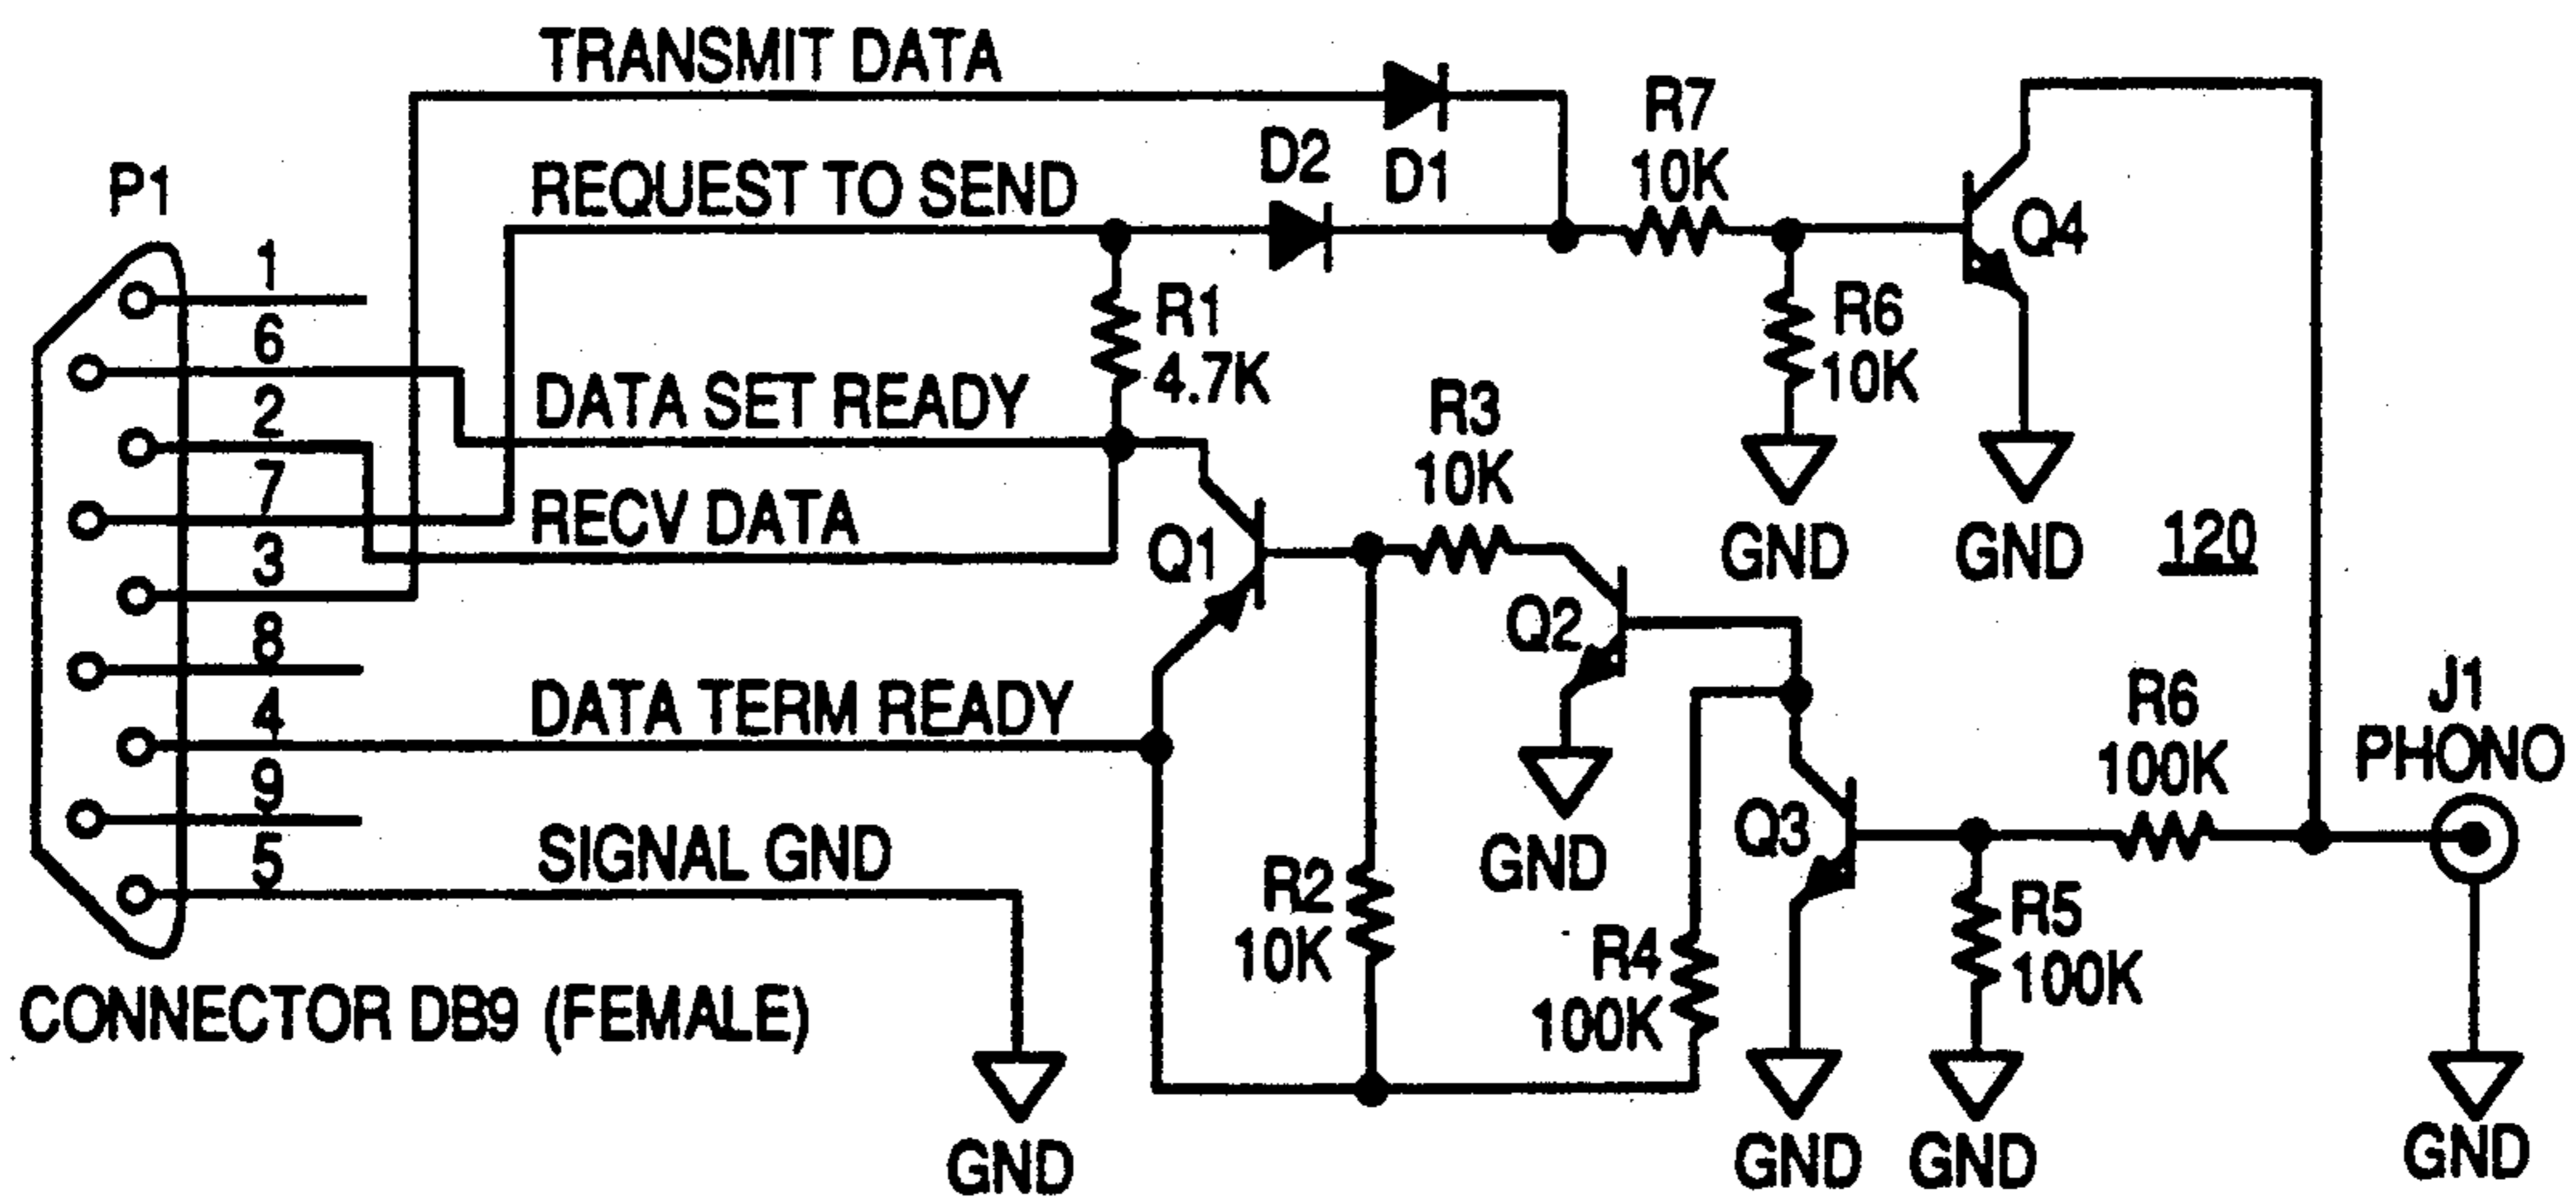 TRANSMIT DATA
R7
10K
D2
D1
P1
REQUEST TO SEND
Q4
1
6
2
7
3
8
4
9
5
R1
4.7K
R6
10K
DATA SET READY
R3
10K
RECV DATA
Q1
GND
GND
120
Q2
DATA TERM READY
R6
100K
J1
PHONO
Q3
SIGNAL GND
GND
R2
10K
R4
100K
R5
100K
CONNECTOR DB9 (FEMALE)
GND
GND
GND
GND